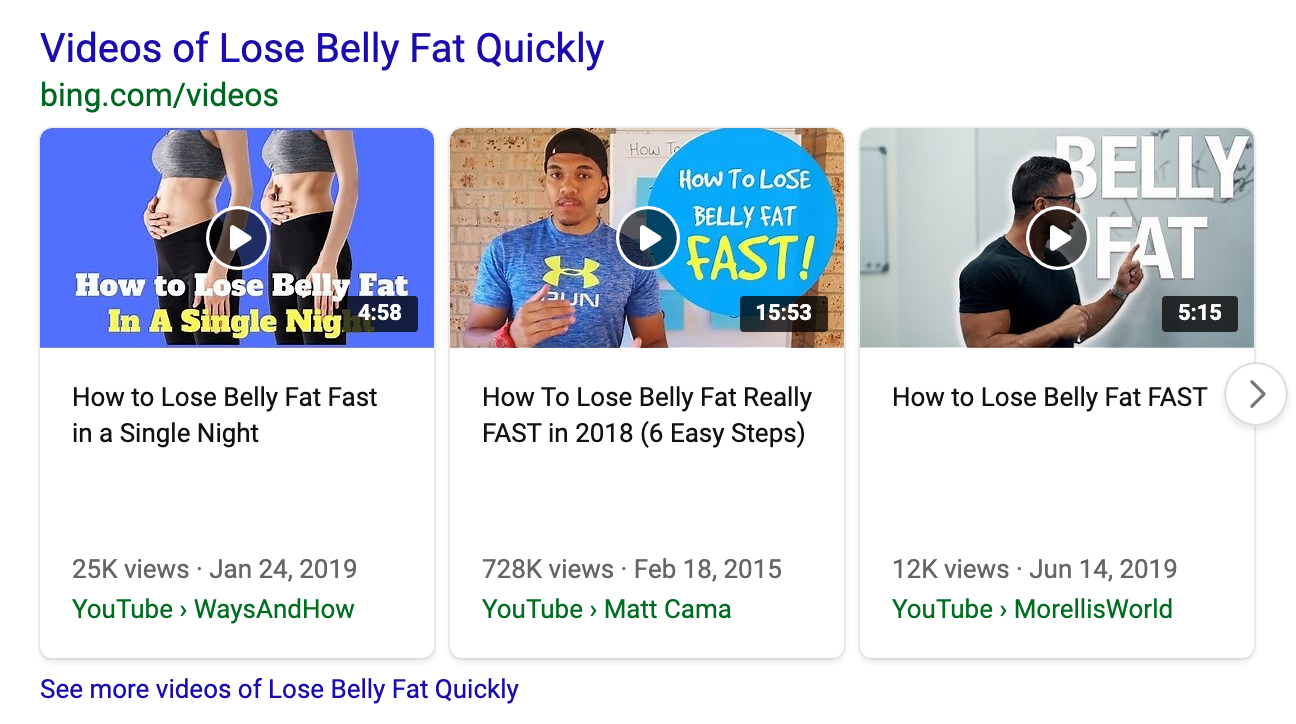 Videos of Lose Belly Fat Quickly
bing.com/videos
How to Lose Belly Fat
In A Single Nig
4:58
How To
HOW TO LOSE
BELLY FAT
FAST!
RUN
15:53
BELLY
FAT
5:15
How to Lose Belly Fat Fast
in a Single Night
25K views · Jan 24, 2019
YouTube › WaysAndHow
How To Lose Belly Fat Really
FAST in 2018 (6 Easy Steps)
728K views · Feb 18, 2015
YouTube › Matt Cama
How to Lose Belly Fat FAST
12K views · Jun 14, 2019
YouTube › MorellisWorld
See more videos of Lose Belly Fat Quickly